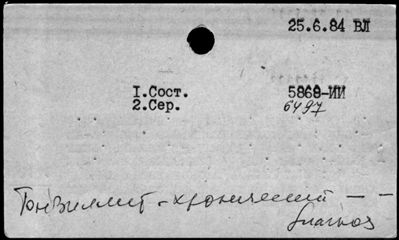 25.6.84 ВЛ
1.Сост. 5868-ИИ
2.Сер. 6497
Тонзиллит - хронический — —
диагноз